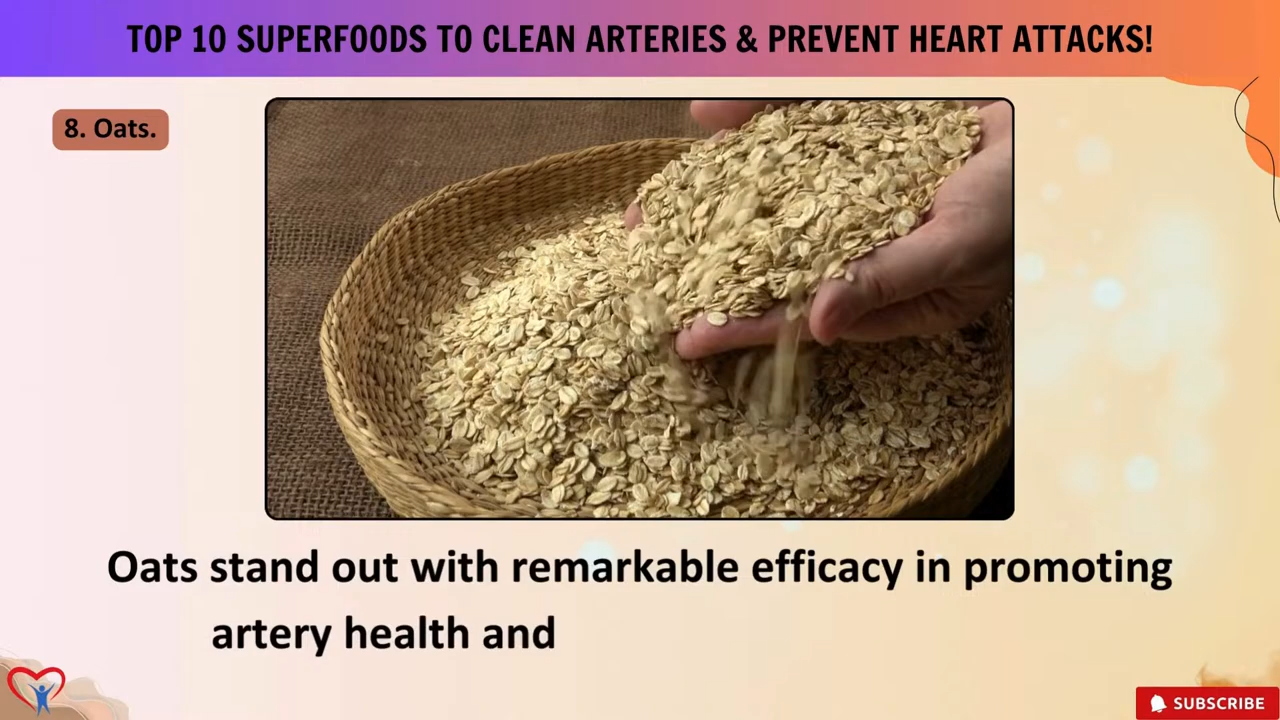 TOP 10 SUPERFOODS TO CLEAN ARTERIES & PREVENT HEART ATTACKS!
8. Oats.
Oats stand out with remarkable efficacy in promoting
artery health and
SUBSCRIBE